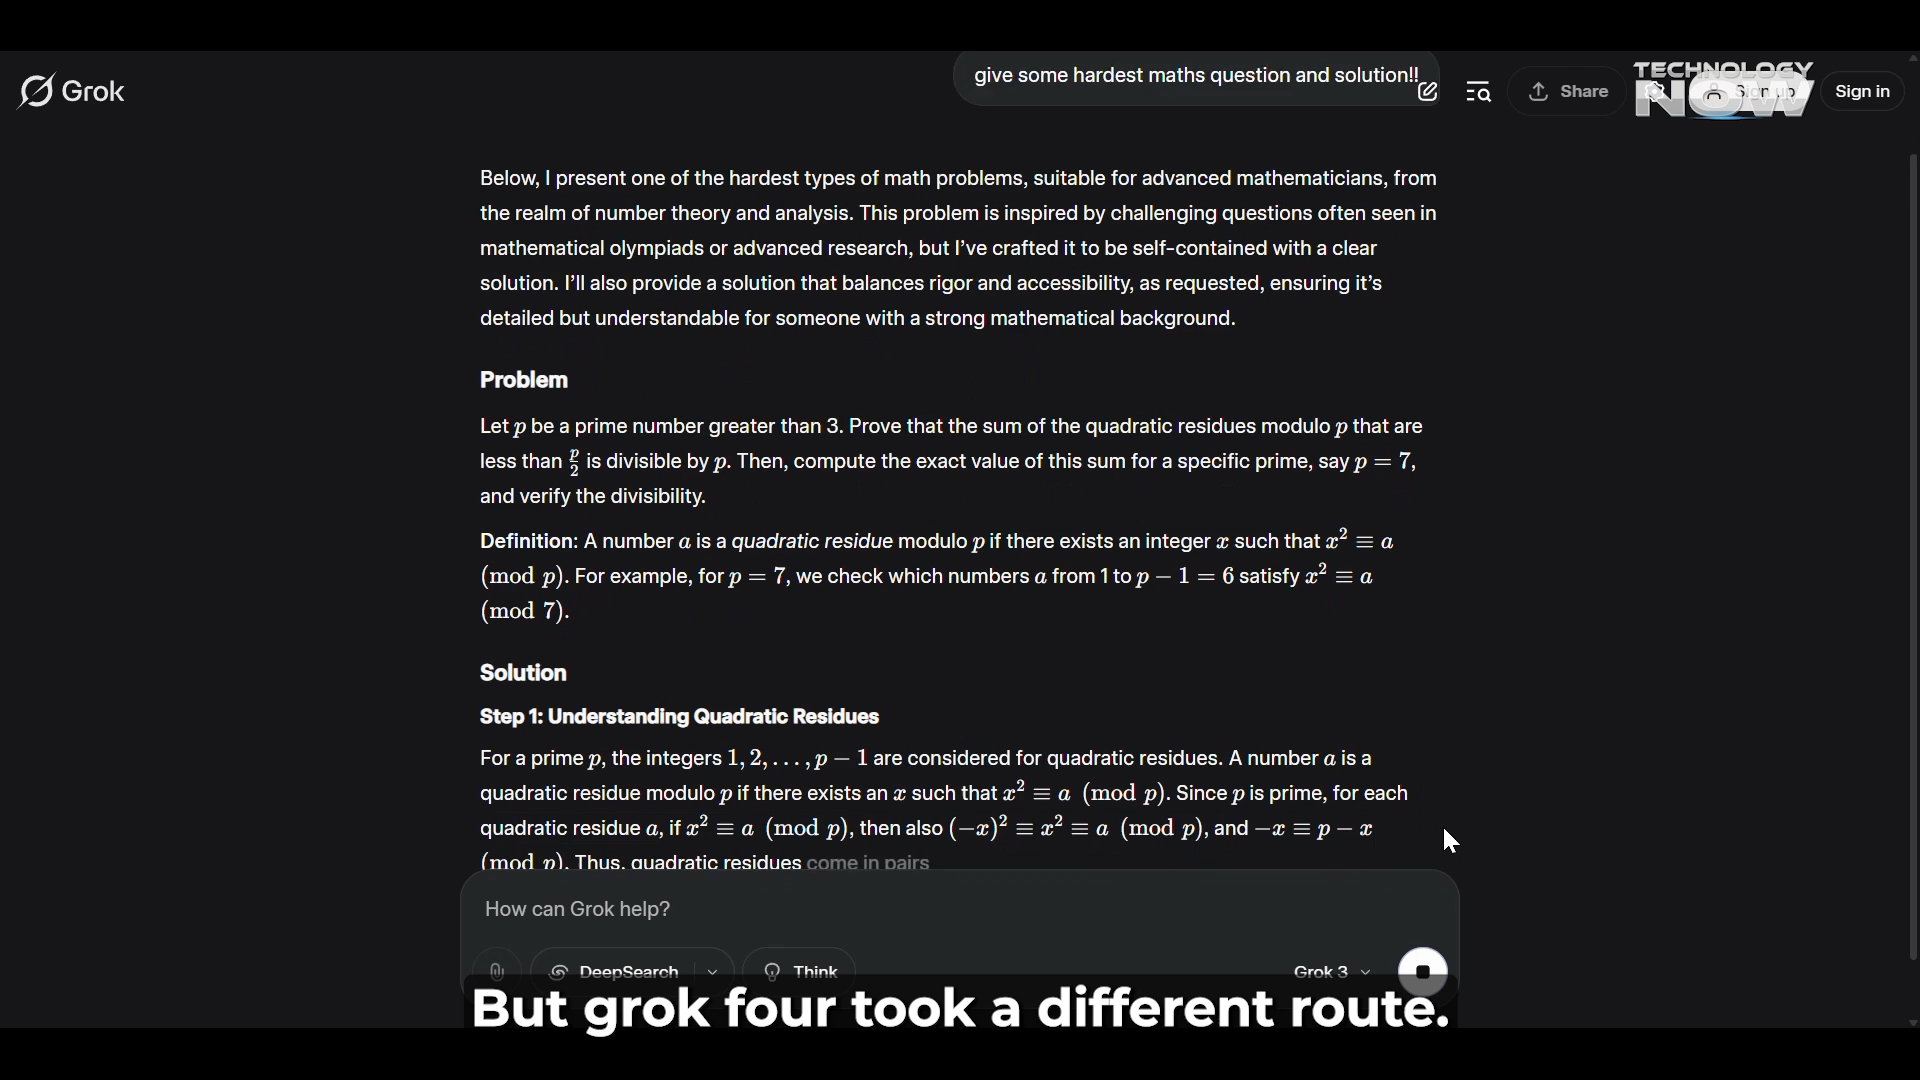 Grok
give some hardest maths question and solution!!
Share
TECHNOLOGY
NOW
Sign up
Sign in
Below, I present one of the hardest types of math problems, suitable for advanced mathematicians, from
the realm of number theory and analysis. This problem is inspired by challenging questions often seen in
mathematical olympiads or advanced research, but I've crafted it to be self-contained with a clear
solution. I'll also provide a solution that balances rigor and accessibility, as requested, ensuring it's
detailed but understandable for someone with a strong mathematical background.
Problem
Let p be a prime number greater than 3. Prove that the sum of the quadratic residues modulo p that are
less than p/2 is divisible by p. Then, compute the exact value of this sum for a specific prime, say p = 7,
and verify the divisibility.
Definition: A number a is a quadratic residue modulo p if there exists an integer x such that x² ≡ a
(mod p). For example, for p = 7, we check which numbers a from 1 to p − 1 = 6 satisfy x² ≡ a
(mod 7).
Solution
Step 1: Understanding Quadratic Residues
For a prime p, the integers 1, 2, . . . , p − 1 are considered for quadratic residues. A number a is a
quadratic residue modulo p if there exists an x such that x² ≡ a (mod p). Since p is prime, for each
quadratic residue a, if x² ≡ a (mod p), then also (−x)² ≡ x² ≡ a (mod p), and −x ≡ p − x
(mod p). Thus, quadratic residues come in pairs
How can Grok help?
DeepSearch
Think
Grok 3
But grok four took a different route.